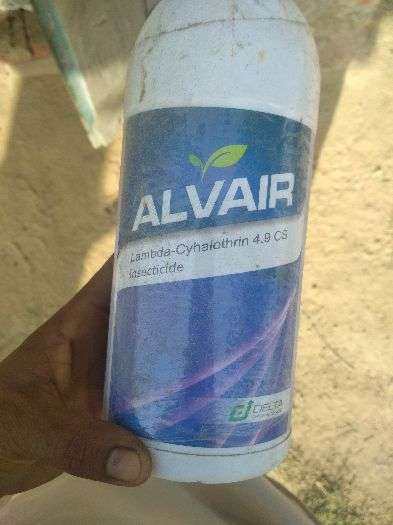 ALVAIR
Lambda-Cyhalothrin 4.9 CS
Insecticide